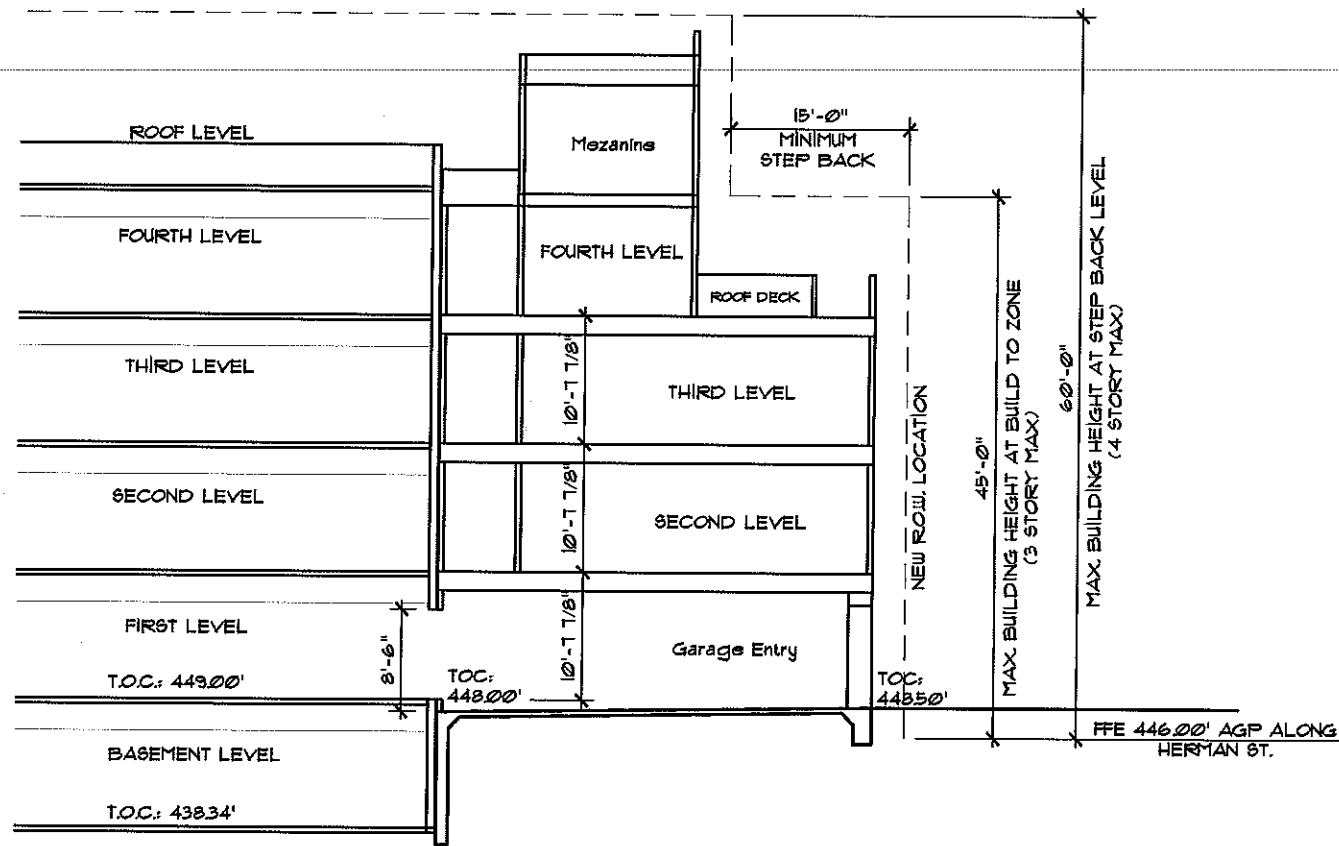 ROOF LEVEL
FOURTH LEVEL
THIRD LEVEL
SECOND LEVEL
FIRST LEVEL
T.O.C.: 449.00'
BASEMENT LEVEL
T.O.C.: 438.34'
8'-6"
Mezanine
FOURTH LEVEL
ROOF DECK
10'-7 7/8"
THIRD LEVEL
10'-7 7/8"
SECOND LEVEL
10'-7 7/8"
Garage Entry
TOC:
448.00'
TOC:
448.50'
15'-0"
MINIMUM
STEP BACK
NEW R.O.W. LOCATION
45'-0"
MAX. BUILDING HEIGHT AT BUILD TO ZONE
(3 STORY MAX)
60'-0"
MAX. BUILDING HEIGHT AT STEP BACK LEVEL
(4 STORY MAX)
FFE 446.00' AGP ALONG
HERMAN ST.